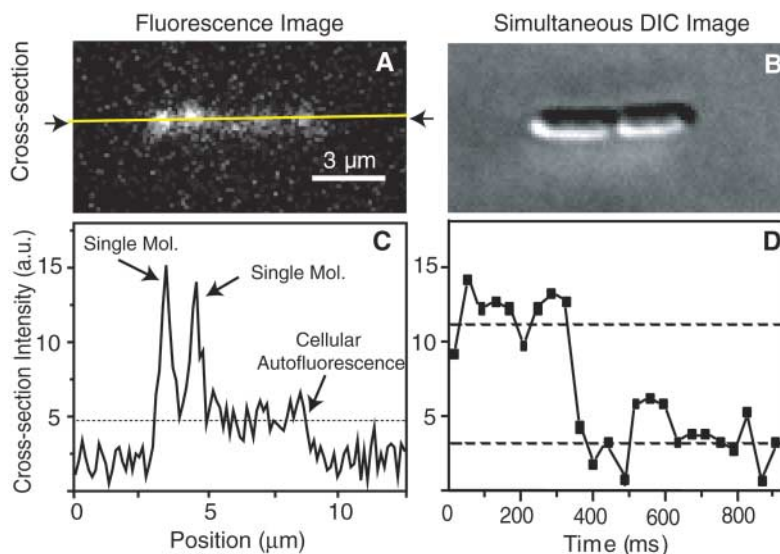 Fluorescence Image
Simultaneous DIC Image
Cross-section
A
3 μm
B
C
Single Mol.
Single Mol.
Cellular
Autofluorescence
Cross-section Intensity (a.u.)
15
10
5
0
5
10
Position (μm)
D
15
10
5
0
200
400
600
800
Time (ms)